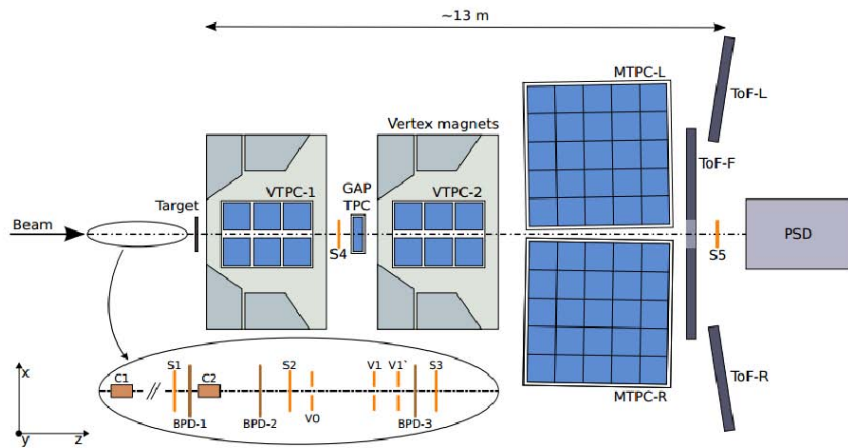 ~13 m
MTPC-L
ToF-L
Vertex magnets
ToF-F
VTPC-1
GAP
TPC
VTPC-2
Target
Beam
S4
S5
PSD
x
y
z
C1
S1
C2
S2
V1
V1`
S3
BPD-1
BPD-2
V0
BPD-3
MTPC-R
ToF-R